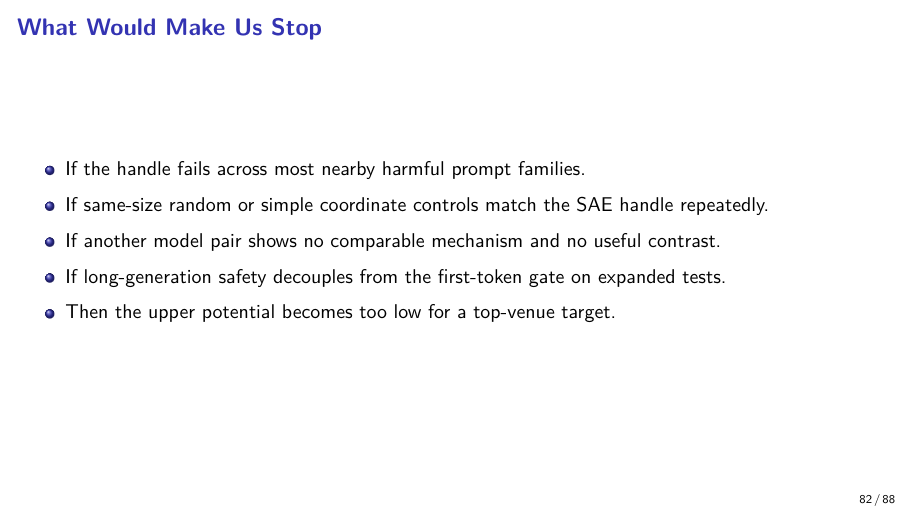 What Would Make Us Stop
If the handle fails across most nearby harmful prompt families.
If same-size random or simple coordinate controls match the SAE handle repeatedly.
If another model pair shows no comparable mechanism and no useful contrast.
If long-generation safety decouples from the first-token gate on expanded tests.
Then the upper potential becomes too low for a top-venue target.
82 / 88